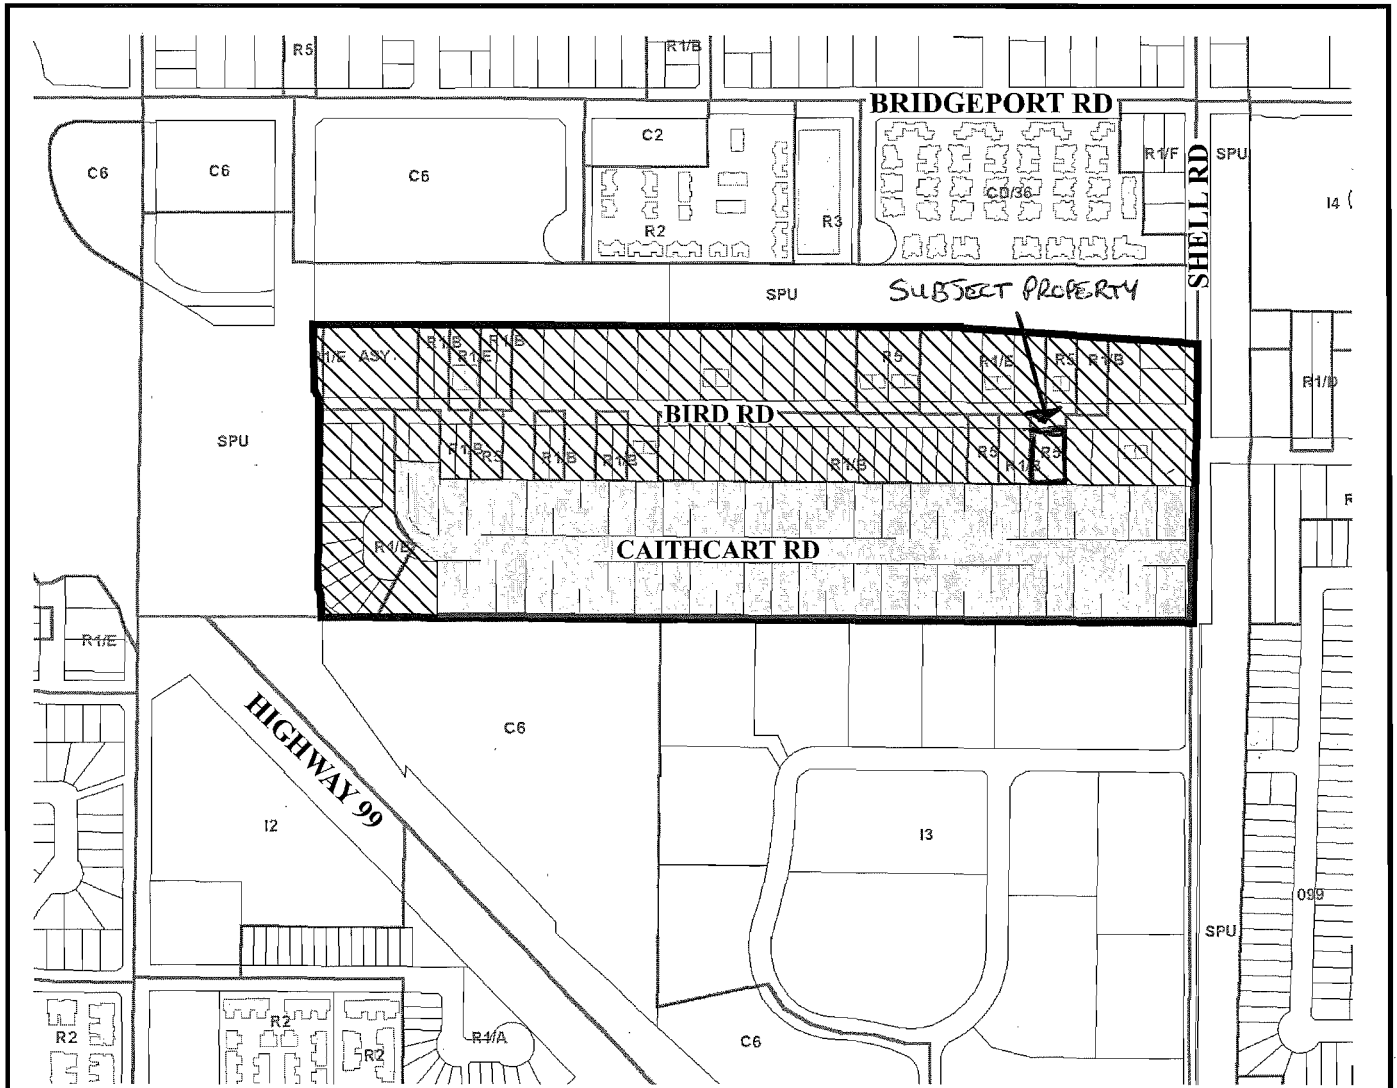 R5
R1/B
BRIDGEPORT RD
C6
C6
C6
C2
R2
R3
CD/36
R1/F
SHELL RD
SPU
I4
SPU
SUBJECT PROPERTY
ASY
R1/B
R1/E
R1/B
R5
R1/E
R5
R1/B
R1/D
BIRD RD
SPU
R1/B
R5
R1/B
R1/B
R1/B
R5
R1/B
R5
CAITHCART RD
R1/E
HIGHWAY 99
C6
I2
I3
099
SPU
R2
R2
R2
R1/A
C6